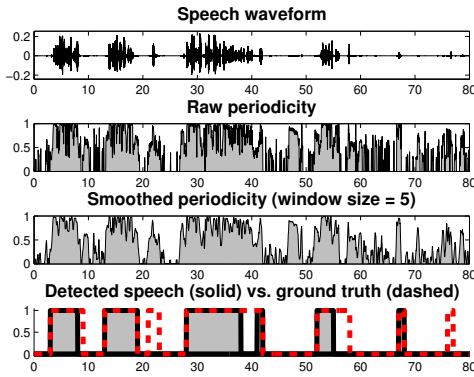 Speech waveform
0.2
0
−0.2
0 10 20 30 40 50 60 70 80
Raw periodicity
1
0.5
0
0 10 20 30 40 50 60 70 80
Smoothed periodicity (window size = 5)
1
0.5
0
0 10 20 30 40 50 60 70 80
Detected speech (solid) vs. ground truth (dashed)
1
0.5
0
0 10 20 30 40 50 60 70 80